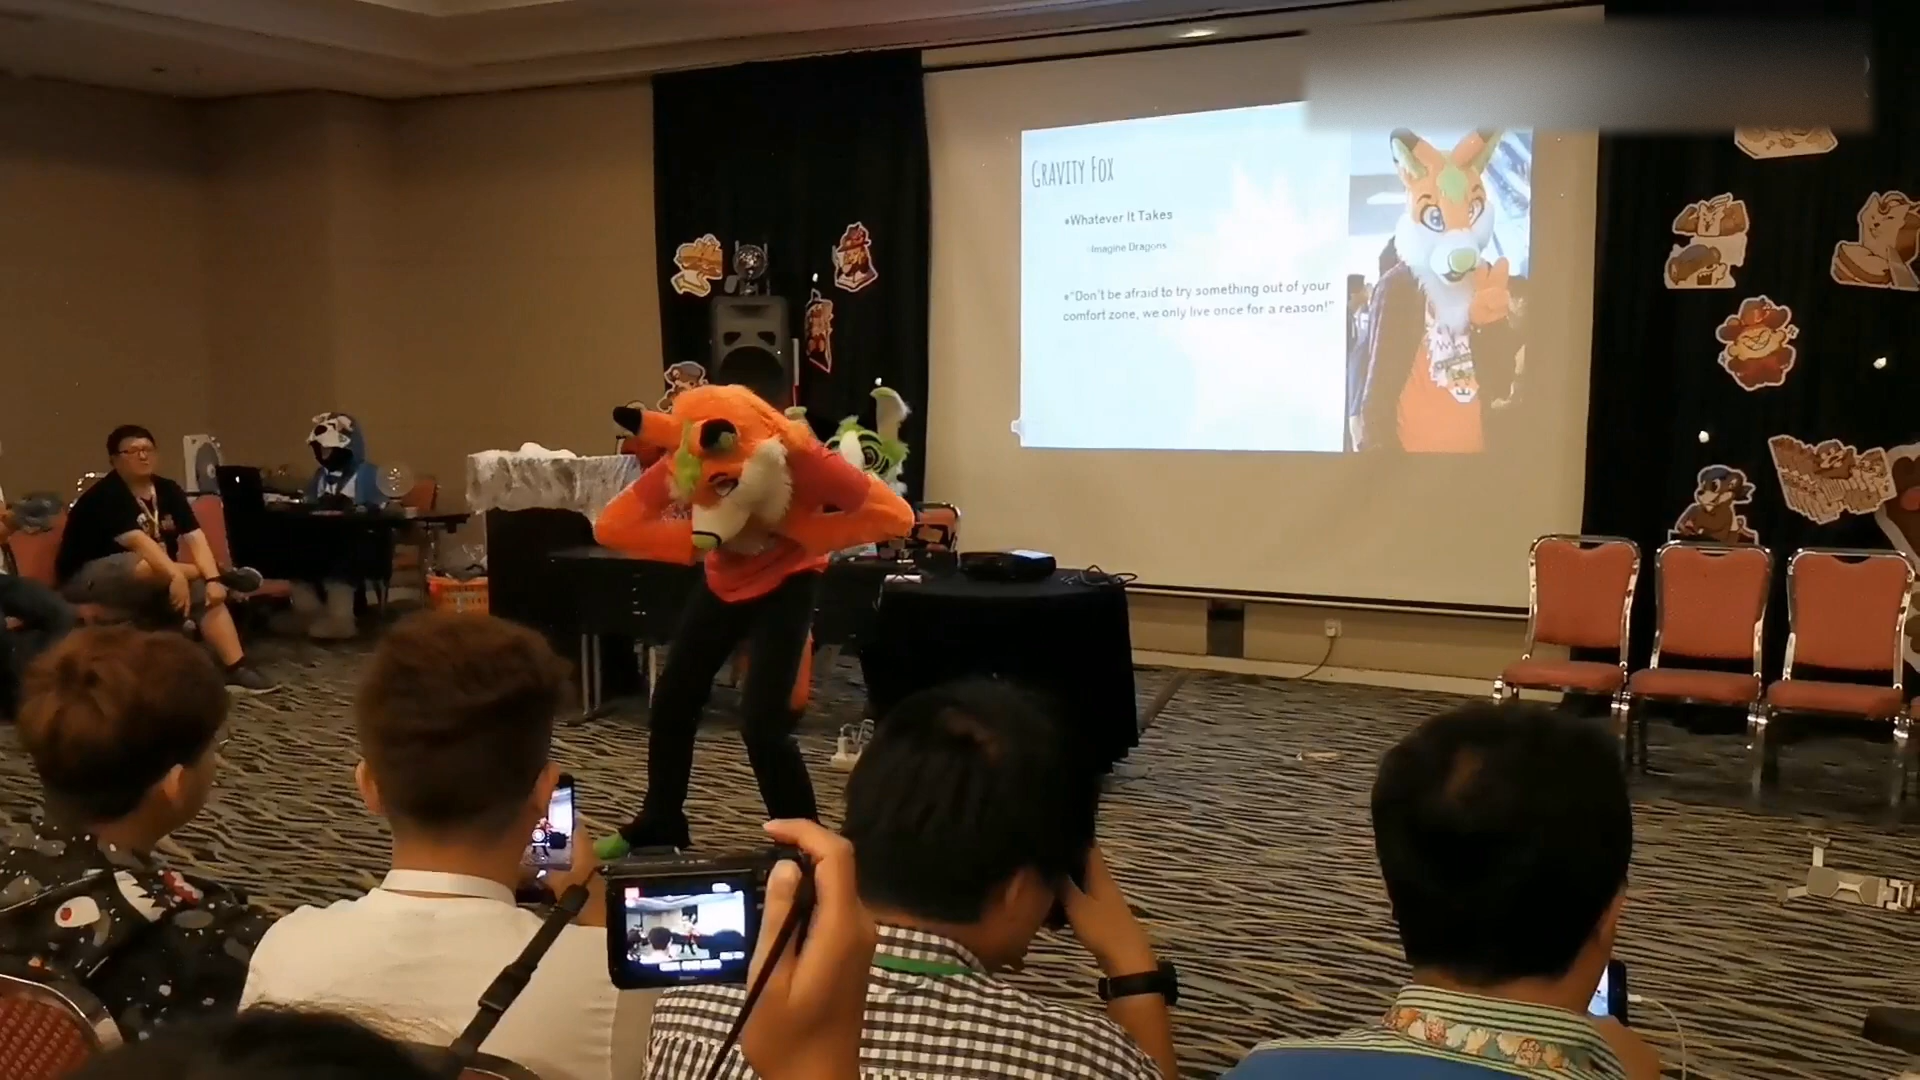 GRAVITY FOX
•Whatever It Takes
○Imagine Dragons
•"Don't be afraid to try something out of your
comfort zone, we only live once for a reason!"